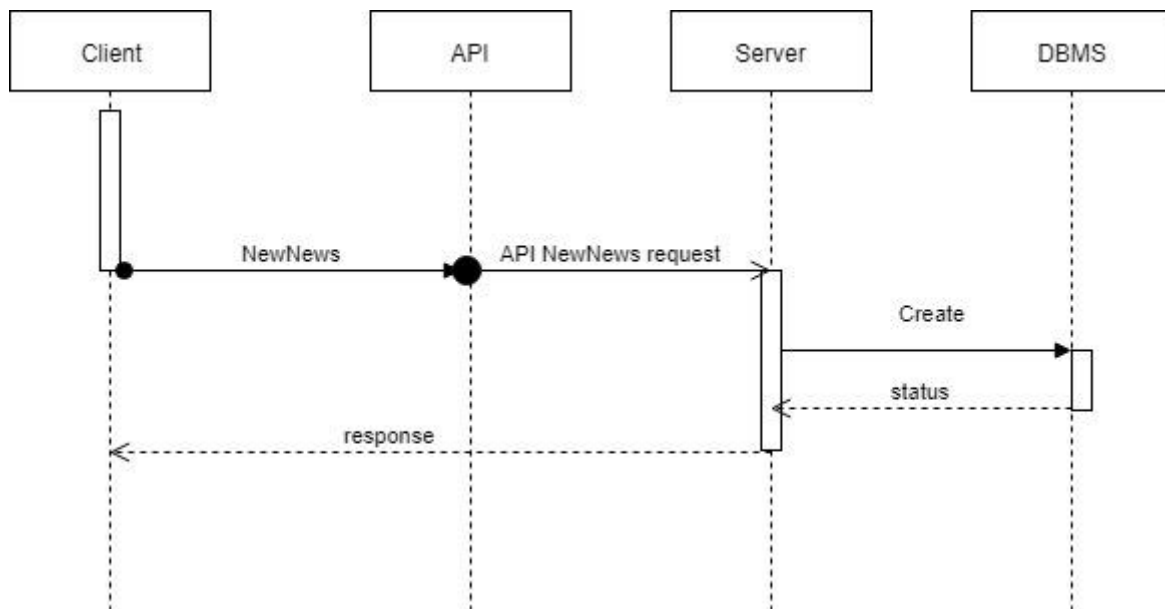 Client
API
Server
DBMS
NewNews
API NewNews request
Create
status
response